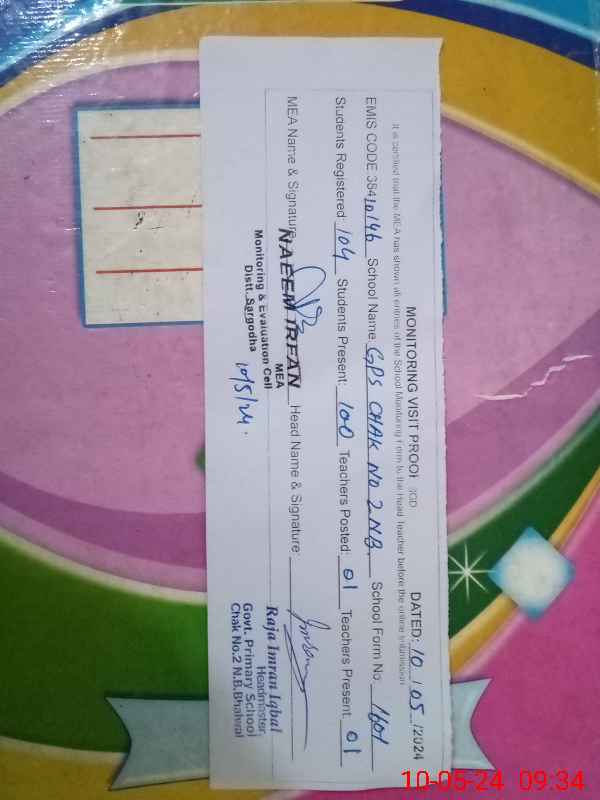 MONITORING VISIT PROOF SGD DATED: 10/05/2024
It is certified that the MEA has shown all entries of the School Monitoring Form to the Head Teacher before the online submission
EMIS CODE 38410146 School Name GPS CHAK NO 2 NB School Form No 1601
Students Registered: 104 Students Present: 100 Teachers Posted: 01 Teachers Present: 01
MEA Name & Signature: Head Name & Signature:
NAEEM IRFAN
MEA
Monitoring & Evaluation Cell
Distt. Sargodha
10/5/24.
Raja Imran Iqbal
Headmaster
Govt. Primary School
Chak No.2 N.B.Bhalwal
10-05-24 09:34